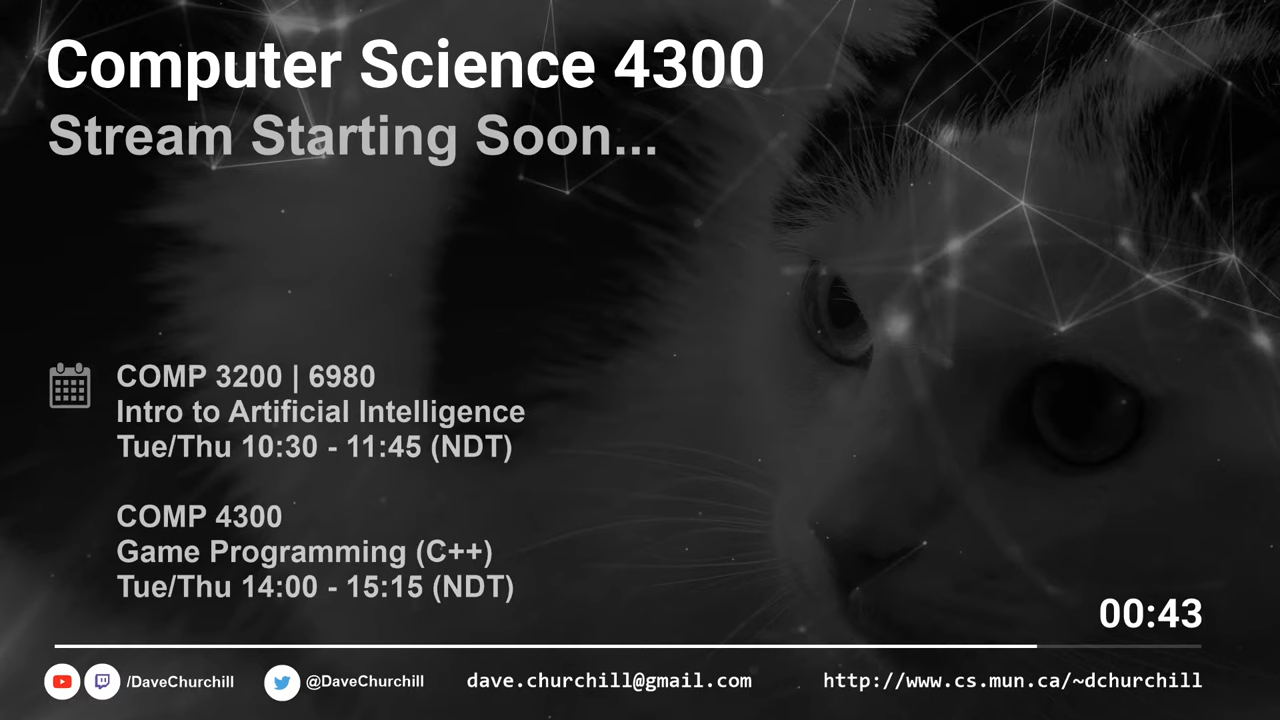 Computer Science 4300
Stream Starting Soon...
COMP 3200 | 6980
Intro to Artificial Intelligence
Tue/Thu 10:30 - 11:45 (NDT)
COMP 4300
Game Programming (C++)
Tue/Thu 14:00 - 15:15 (NDT)
00:43
/DaveChurchill @DaveChurchill dave.churchill@gmail.com http://www.cs.mun.ca/~dchurchill